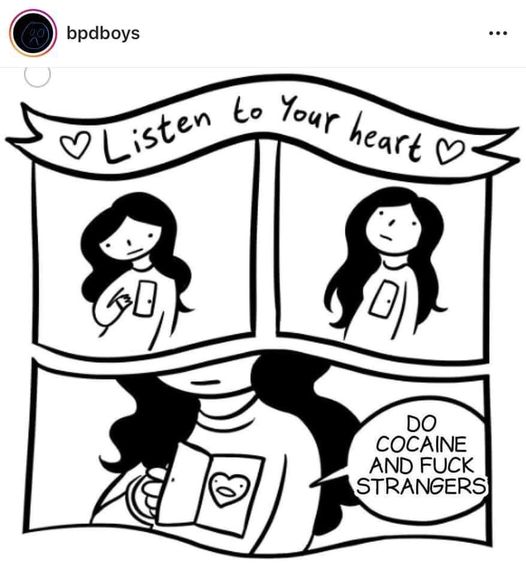 bpdboys
Listen to Your heart
DO
COCAINE
AND FUCK
STRANGERS